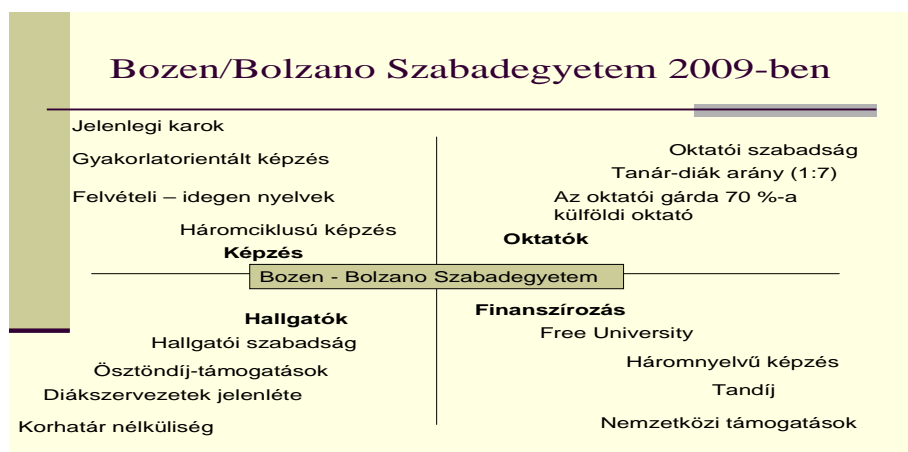 Bozen/Bolzano Szabadegyetem 2009-ben
Jelenlegi karok
Gyakorlatorientált képzés
Felvételi – idegen nyelvek
Háromciklusú képzés
Képzés
Oktatói szabadság
Tanár-diák arány (1:7)
Az oktatói gárda 70 %-a
külföldi oktató
Oktatók
Bozen - Bolzano Szabadegyetem
Hallgatók
Hallgatói szabadság
Ösztöndíj-támogatások
Diákszervezetek jelenléte
Korhatár nélküliség
Finanszírozás
Free University
Háromnyelvű képzés
Tandíj
Nemzetközi támogatások